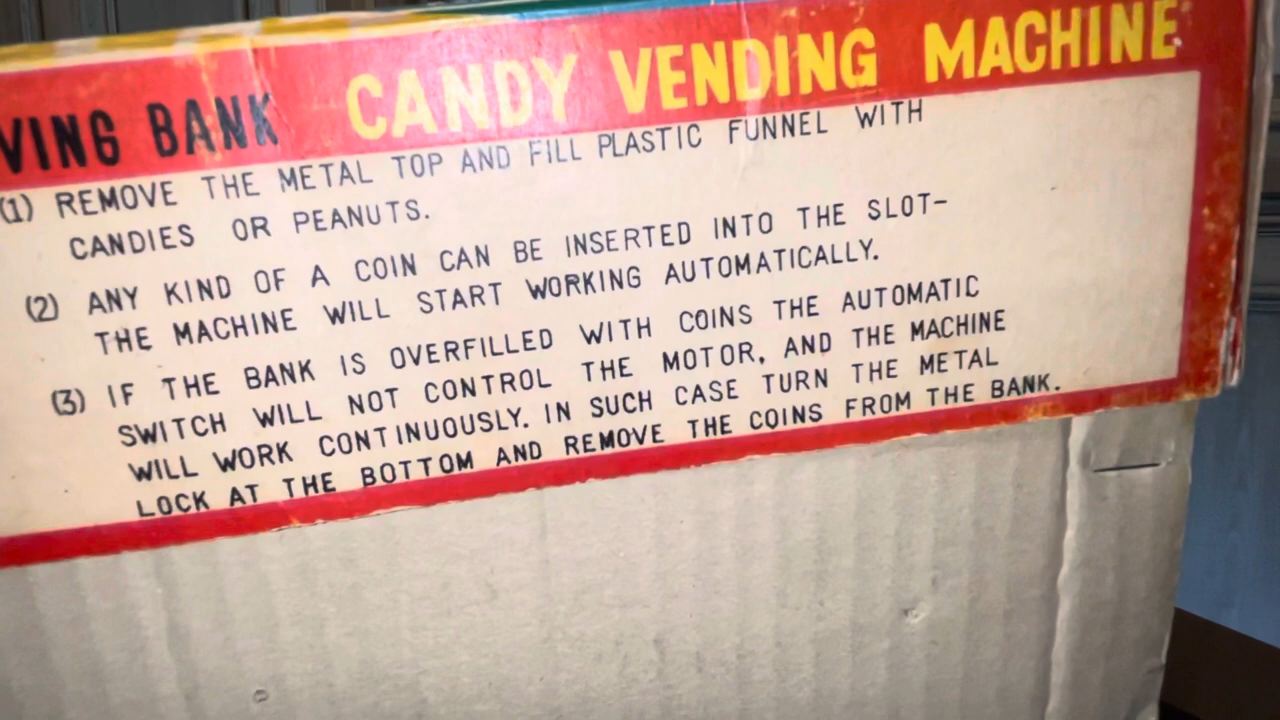 VING BANK CANDY VENDING MACHINE
(1) REMOVE THE METAL TOP AND FILL PLASTIC FUNNEL WITH
CANDIES OR PEANUTS.
(2) ANY KIND OF A COIN CAN BE INSERTED INTO THE SLOT-
THE MACHINE WILL START WORKING AUTOMATICALLY.
(3) IF THE BANK IS OVERFILLED WITH COINS THE AUTOMATIC
SWITCH WILL NOT CONTROL THE MOTOR, AND THE MACHINE
WILL WORK CONTINUOUSLY. IN SUCH CASE TURN THE METAL
LOCK AT THE BOTTOM AND REMOVE THE COINS FROM THE BANK.